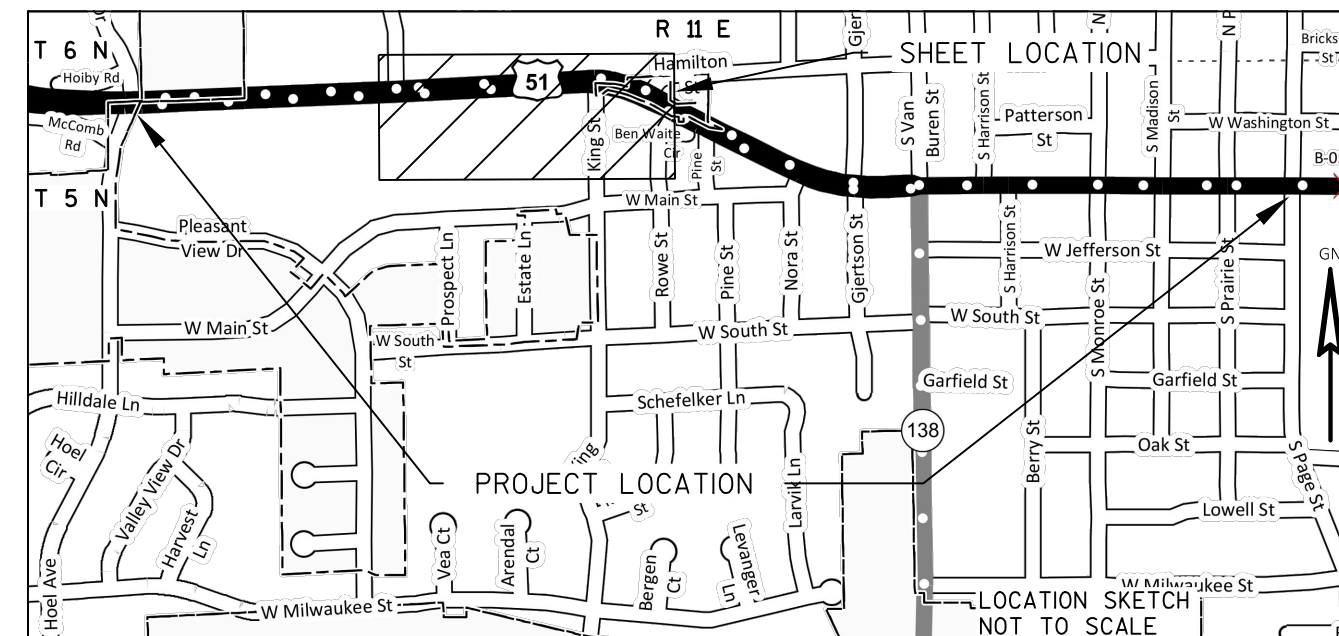 R 11 E
T 6 N
SHEET LOCATION
Hoiby Rd
Hamilton
St
51
Bricks
St
McComb
Rd
King St
Ben Waite
Cir
Pine
St
S Van
Buren St
S Harrison St
Patterson
St
S Madison
St
W Washington St
B-0
T 5 N
W Main St
Pleasant
View Dr
Prospect Ln
Estate Ln
Rowe St
Pine St
Nora St
Gjertson St
S Harrison St
W Jefferson St
S Prairie St
GN
W Main St
W South
St
W South St
W South St
S Monroe St
Garfield St
Garfield St
Hilldale Ln
Schefelker Ln
138
Hoel
Cir
Valley View Dr
Harvest
Ln
Berry St
Oak St
S Page St
PROJECT LOCATION
Larvik Ln
St
Lowell St
Hoel Ave
Vea Ct
Arendal
Ct
Bergen
Ct
Levanger
Ln
W Milwaukee St
W Milwaukee St
LOCATION SKETCH
NOT TO SCALE